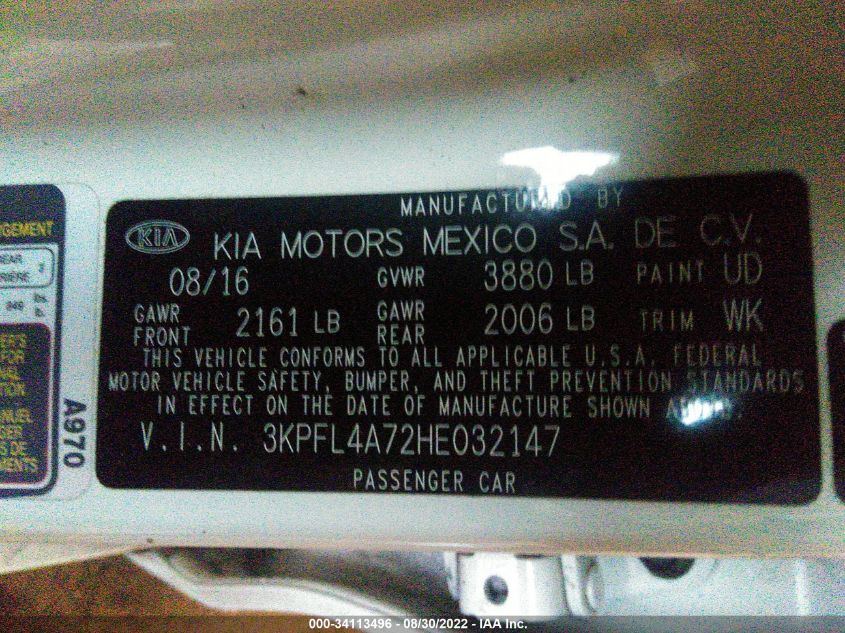 MANUFACTURED BY
KIA KIA MOTORS MEXICO S.A. DE C.V.
08/16 GVWR 3880 LB PAINT UD
GAWR FRONT 2161 LB GAWR REAR 2006 LB TRIM WK
THIS VEHICLE CONFORMS TO ALL APPLICABLE U.S.A. FEDERAL
MOTOR VEHICLE SAFETY, BUMPER, AND THEFT PREVENTION STANDARDS
IN EFFECT ON THE DATE OF MANUFACTURE SHOWN ABOVE.
V.I.N. 3KPFL4A72HE032147
PASSENGER CAR
A970
000-34113496 - 08/30/2022 - IAA Inc.